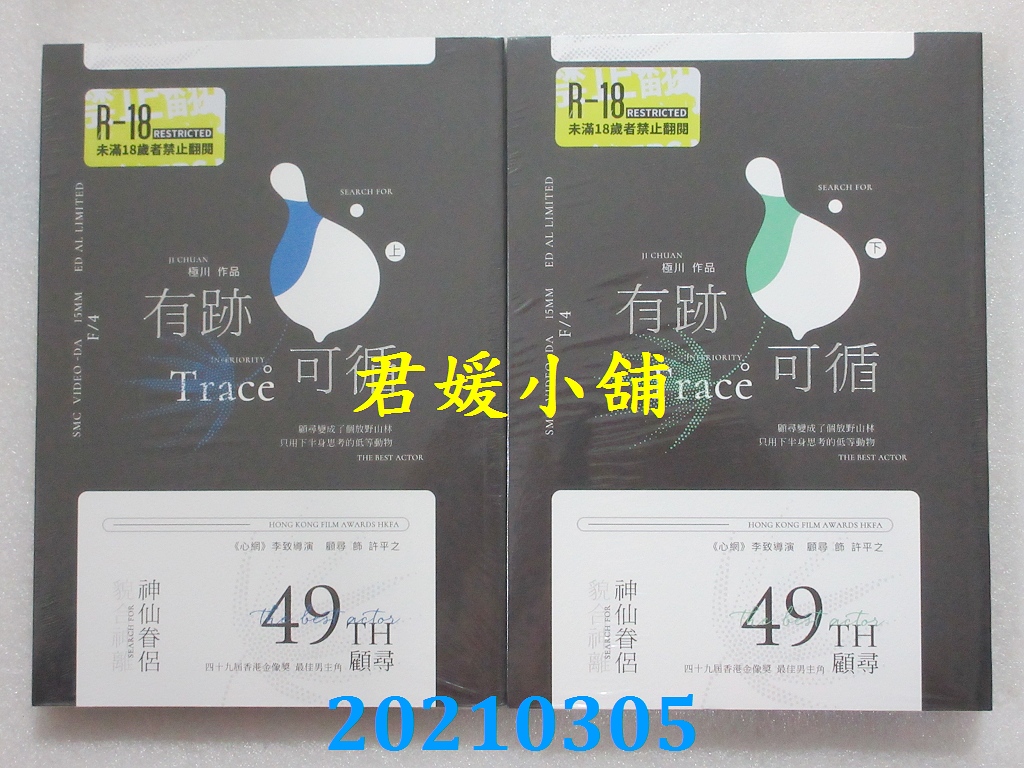 R-18 RESTRICTED
未滿18歲者禁止翻閱
SEARCH FOR
上
JI CHUAN
極川 作品
有跡
可循
INFERIORITY
Trace
SMC VIDEO-DA 15MM ED AL LIMITED
F/4
顧尋變成了個放野山林
只用下半身思考的低等動物
THE BEST ACTOR
HONG KONG FILM AWARDS HKFA
《心網》李致導演 顧尋 飾 許平之
神仙眷侶
SEARCH FOR
貌合神離
49TH
the best actor
顧尋
四十九屆香港金像獎 最佳男主角
R-18 RESTRICTED
未滿18歲者禁止翻閱
SEARCH FOR
下
JI CHUAN
極川 作品
有跡
可循
Trace
SMC VIDEO-DA 15MM ED AL LIMITED
F/4
顧尋變成了個放野山林
只用下半身思考的低等動物
THE BEST ACTOR
HONG KONG FILM AWARDS HKFA
《心網》李致導演 顧尋 飾 許平之
神仙眷侶
SEARCH FOR
貌合神離
49TH
the best actor
顧尋
四十九屆香港金像獎 最佳男主角
君媛小舖
20210305